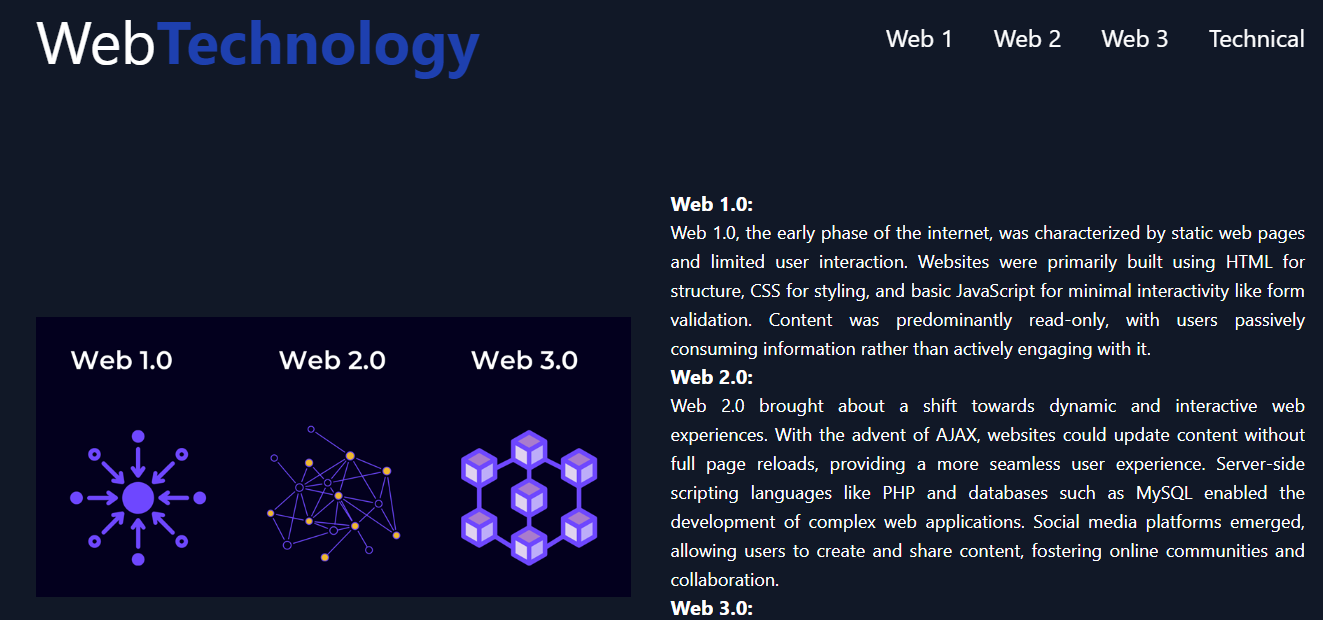 WebTechnology
Web 1 Web 2 Web 3 Technical
Web 1.0 Web 2.0 Web 3.0
Web 1.0:
Web 1.0, the early phase of the internet, was characterized by static web pages
and limited user interaction. Websites were primarily built using HTML for
structure, CSS for styling, and basic JavaScript for minimal interactivity like form
validation. Content was predominantly read-only, with users passively
consuming information rather than actively engaging with it.
Web 2.0:
Web 2.0 brought about a shift towards dynamic and interactive web
experiences. With the advent of AJAX, websites could update content without
full page reloads, providing a more seamless user experience. Server-side
scripting languages like PHP and databases such as MySQL enabled the
development of complex web applications. Social media platforms emerged,
allowing users to create and share content, fostering online communities and
collaboration.
Web 3.0: